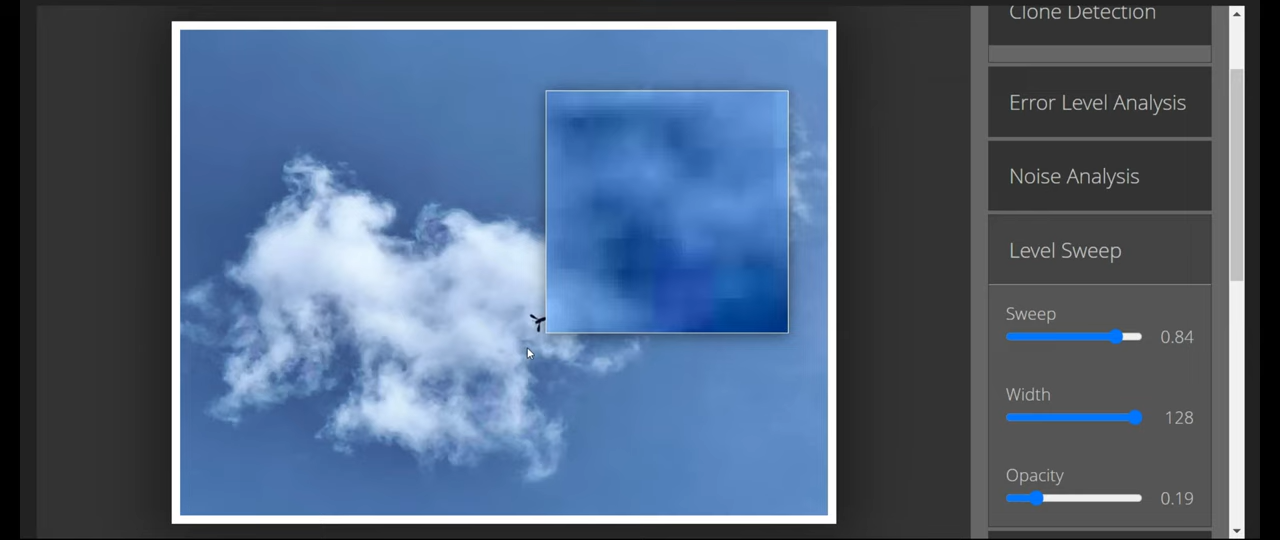 Clone Detection
Error Level Analysis
Noise Analysis
Level Sweep
Sweep
0.84
Width
128
Opacity
0.19